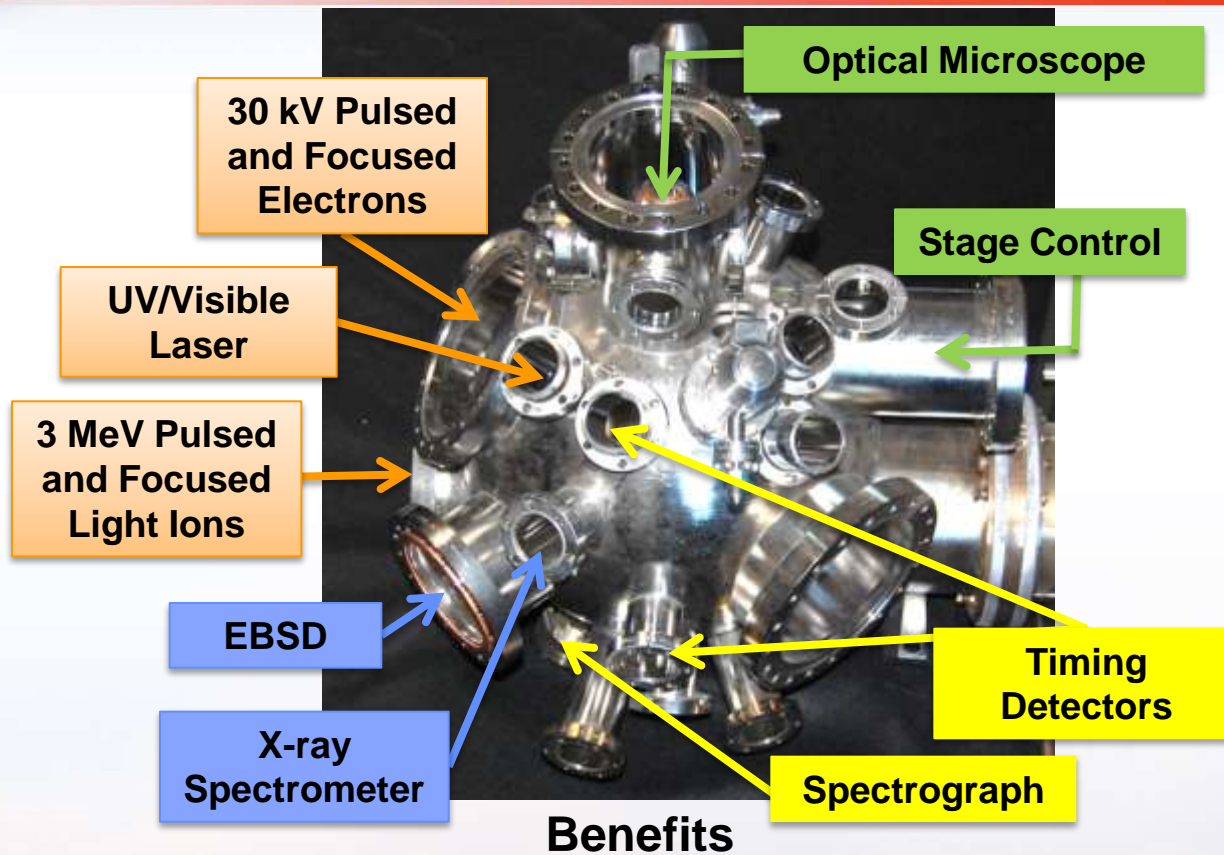 Optical Microscope
30 kV Pulsed
and Focused
Electrons
Stage Control
UV/Visible
Laser
3 MeV Pulsed
and Focused
Light Ions
EBSD
Timing
Detectors
X-ray
Spectrometer
Spectrograph
Benefits